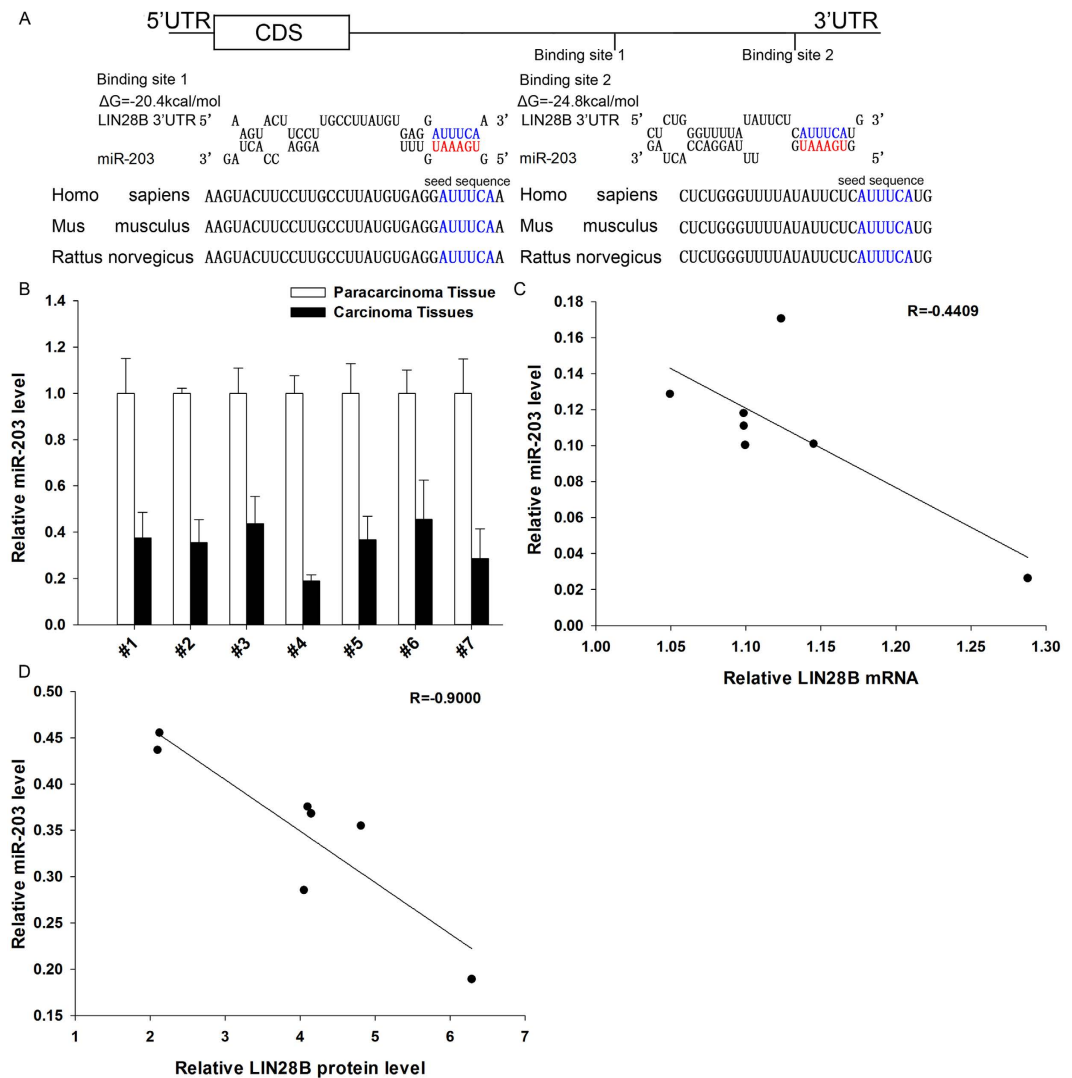 A
5'UTR CDS 3'UTR
Binding site 1 Binding site 2
Binding site 1
ΔG=-20.4kcal/mol
LIN28B 3'UTR 5' A ACU UGCCUUAUGU G A 3'
AGU UCCU GAG AUUUCA
UCA AGGA UUU UAAAGU
miR-203 3' GA CC G G 5'
seed sequence
Homo sapiens AAGUACUUCCUUGCCUUAUGUGAGGAUUUCAA
Mus musculus AAGUACUUCCUUGCCUUAUGUGAGGAUUUCAA
Rattus norvegicus AAGUACUUCCUUGCCUUAUGUGAGGAUUUCAA
Binding site 2
ΔG=-24.8kcal/mol
LIN28B 3'UTR 5' CUG UAUUCU G 3'
CU GGUUUUA CAUUUCAU
GA CCAGGAU GUAAAGUG
miR-203 3' UCA UU 5'
seed sequence
Homo sapiens CUCUGGGUUUUAUAUUCUCAUUUCAUG
Mus musculus CUCUGGGUUUUAUAUUCUCAUUUCAUG
Rattus norvegicus CUCUGGGUUUUAUAUUCUCAUUUCAUG
B
Paracarcinoma Tissue
Carcinoma Tissues
Relative miR-203 level
1.4
1.2
1.0
0.8
0.6
0.4
0.2
0.0
#1 #2 #3 #4 #5 #6 #7
C
R=-0.4409
Relative miR-203 level
0.18
0.16
0.14
0.12
0.10
0.08
0.06
0.04
0.02
0.00
1.00 1.05 1.10 1.15 1.20 1.25 1.30
Relative LIN28B mRNA
D
R=-0.9000
Relative miR-203 level
0.50
0.45
0.40
0.35
0.30
0.25
0.20
0.15
1 2 3 4 5 6 7
Relative LIN28B protein level